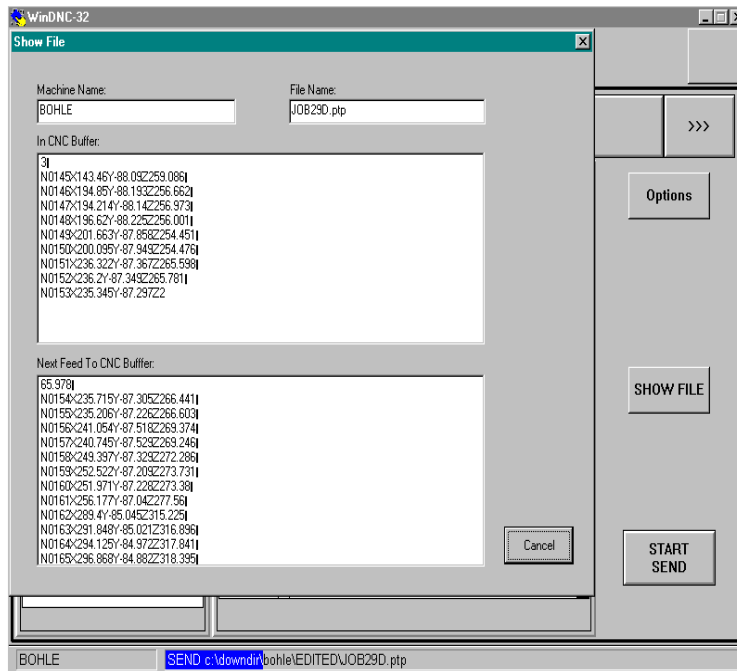 WinDNC-32
Show File
Machine Name:
File Name:
BOHLE
JOB29D.ptp
In CNC Buffer:
3
N0145X143.46Y-88.09Z259.086
N0146X194.85Y-88.193Z256.662
N0147X194.214Y-88.14Z256.973
N0148X196.62Y-88.225Z256.001
N0149X201.663Y-87.858Z254.451
N0150X200.095Y-87.949Z254.476
N0151X236.322Y-87.367Z265.598
N0152X236.2Y-87.349Z265.781
N0153X235.345Y-87.297Z2
Next Feed To CNC Bufffer:
65.978
N0154X235.715Y-87.305Z266.441
N0155X235.206Y-87.226Z266.603
N0156X241.054Y-87.518Z269.374
N0157X240.745Y-87.529Z269.246
N0158X249.397Y-87.329Z272.286
N0159X252.522Y-87.209Z273.731
N0160X251.971Y-87.228Z273.38
N0161X256.177Y-87.04Z277.56
N0162X289.4Y-85.045Z315.225
N0163X291.848Y-85.021Z316.896
N0164X294.125Y-84.972Z317.841
N0165X296.868Y-84.882Z318.395
Cancel
>>>
Options
SHOW FILE
START
SEND
BOHLE
SEND c:\downdir\bohle\EDITED\JOB29D.ptp